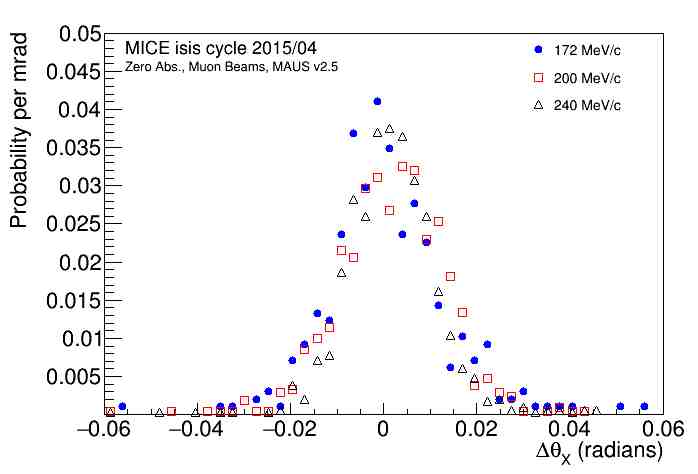 MICE isis cycle 2015/04
Zero Abs., Muon Beams, MAUS v2.5
172 MeV/c
200 MeV/c
240 MeV/c
Probability per mrad
0.05
0.045
0.04
0.035
0.03
0.025
0.02
0.015
0.01
0.005
−0.06 −0.04 −0.02 0 0.02 0.04 0.06
Δθ_X (radians)